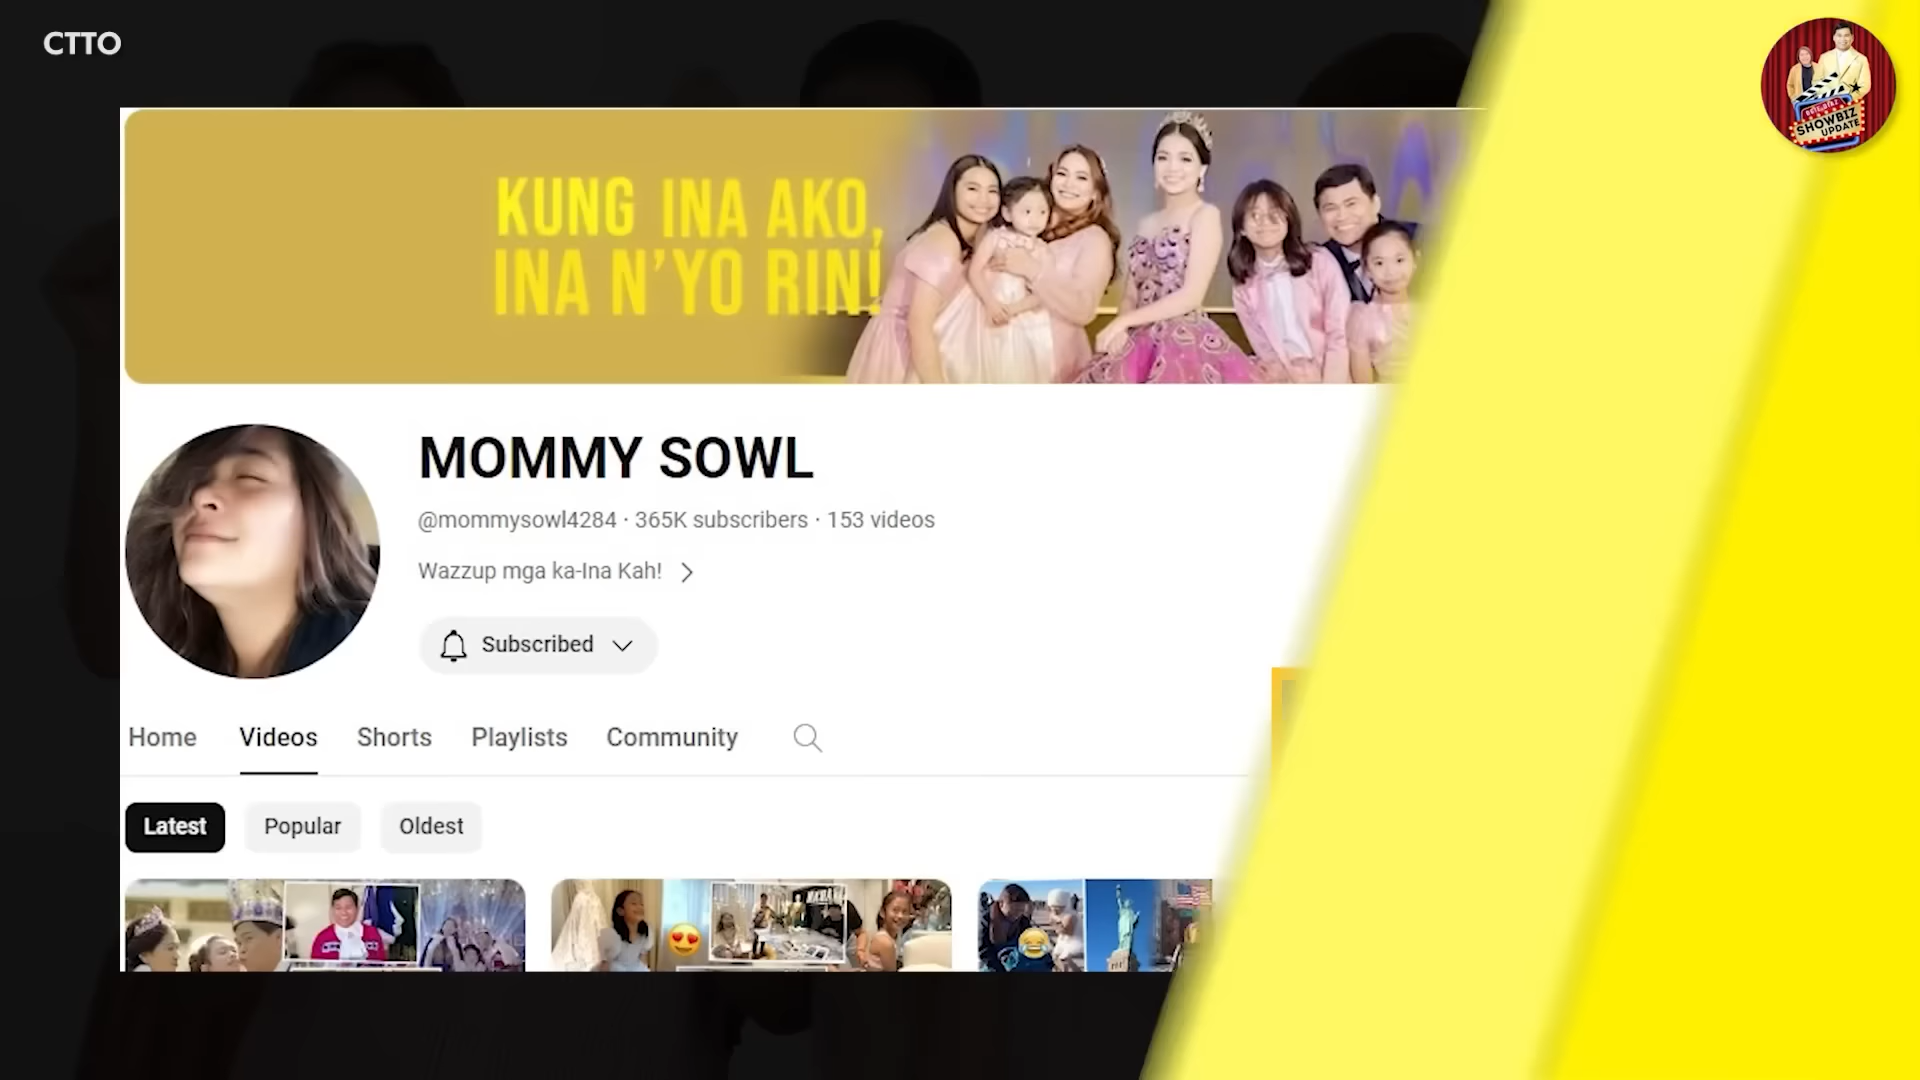 CTTO
SHOWBIZ
UPDATE
KUNG INA AKO,
INA N'YO RIN!
MOMMY SOWL
@mommysowl4284 · 365K subscribers · 153 videos
Wazzup mga ka-Ina Kah!
Subscribed
Home Videos Shorts Playlists Community
Latest Popular Oldest